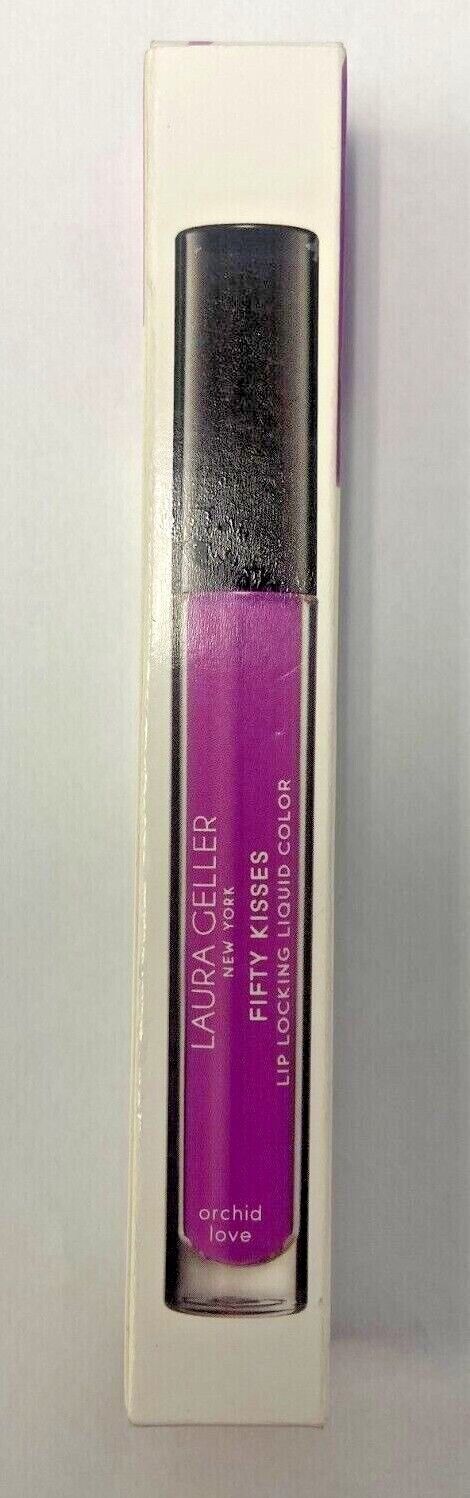 LAURA GELLER
NEW YORK
FIFTY KISSES
LIP LOCKING LIQUID COLOR
orchid
love